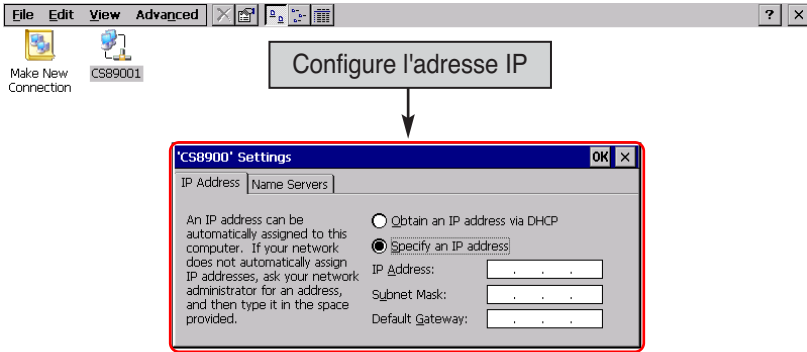 File Edit View Advanced ? ×
Make New
Connection
CS89001
Configure l'adresse IP
'CS8900' Settings OK ×
IP Address Name Servers
An IP address can be
automatically assigned to this
computer. If your network
does not automatically assign
IP addresses, ask your network
administrator for an address,
and then type it in the space
provided.
Obtain an IP address via DHCP
Specify an IP address
IP Address: . . .
Subnet Mask: . . .
Default Gateway: . . .